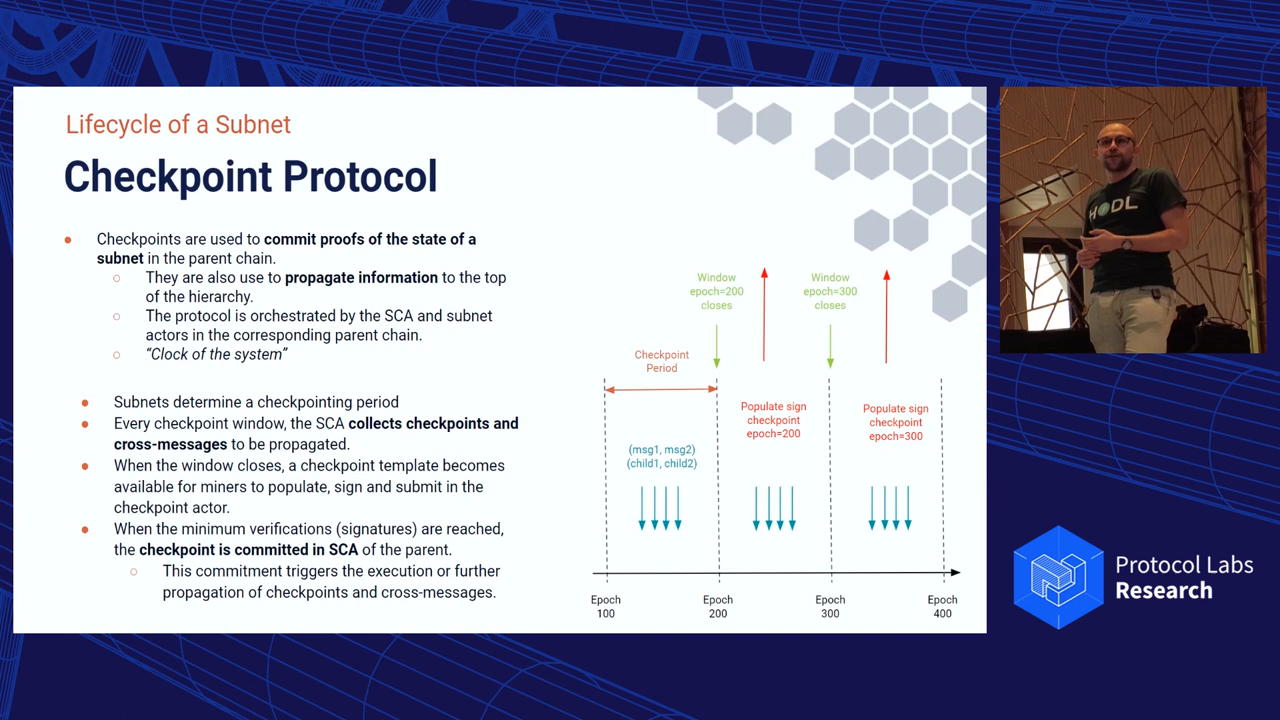 Lifecycle of a Subnet
Checkpoint Protocol
Checkpoints are used to commit proofs of the state of a
subnet in the parent chain.
They are also use to propagate information to the top
of the hierarchy.
The protocol is orchestrated by the SCA and subnet
actors in the corresponding parent chain.
“Clock of the system”
Subnets determine a checkpointing period
Every checkpoint window, the SCA collects checkpoints and
cross-messages to be propagated.
When the window closes, a checkpoint template becomes
available for miners to populate, sign and submit in the
checkpoint actor.
When the minimum verifications (signatures) are reached,
the checkpoint is committed in SCA of the parent.
This commitment triggers the execution or further
propagation of checkpoints and cross-messages.
Window
epoch=200
closes
Window
epoch=300
closes
Checkpoint
Period
Populate sign
checkpoint
epoch=200
Populate sign
checkpoint
epoch=300
(msg1, msg2)
(child1, child2)
Epoch
100
Epoch
200
Epoch
300
Epoch
400
HODL
Protocol Labs
Research